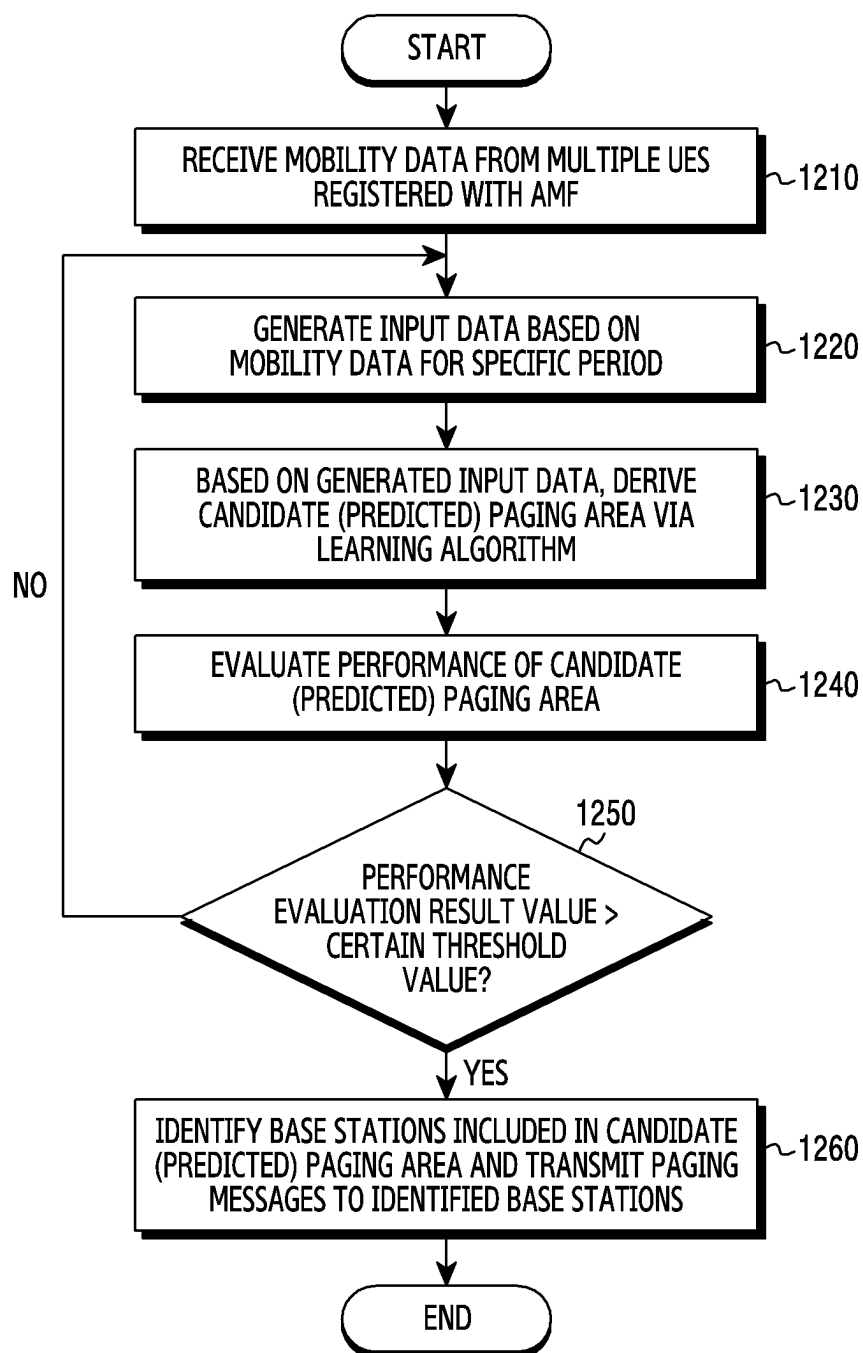 START
RECEIVE MOBILITY DATA FROM MULTIPLE UES
REGISTERED WITH AMF
1210
GENERATE INPUT DATA BASED ON
MOBILITY DATA FOR SPECIFIC PERIOD
1220
BASED ON GENERATED INPUT DATA, DERIVE
CANDIDATE (PREDICTED) PAGING AREA VIA
LEARNING ALGORITHM
1230
NO
EVALUATE PERFORMANCE OF CANDIDATE
(PREDICTED) PAGING AREA
1240
1250
PERFORMANCE
EVALUATION RESULT VALUE >
CERTAIN THRESHOLD
VALUE?
YES
IDENTIFY BASE STATIONS INCLUDED IN CANDIDATE
(PREDICTED) PAGING AREA AND TRANSMIT PAGING
MESSAGES TO IDENTIFIED BASE STATIONS
1260
END